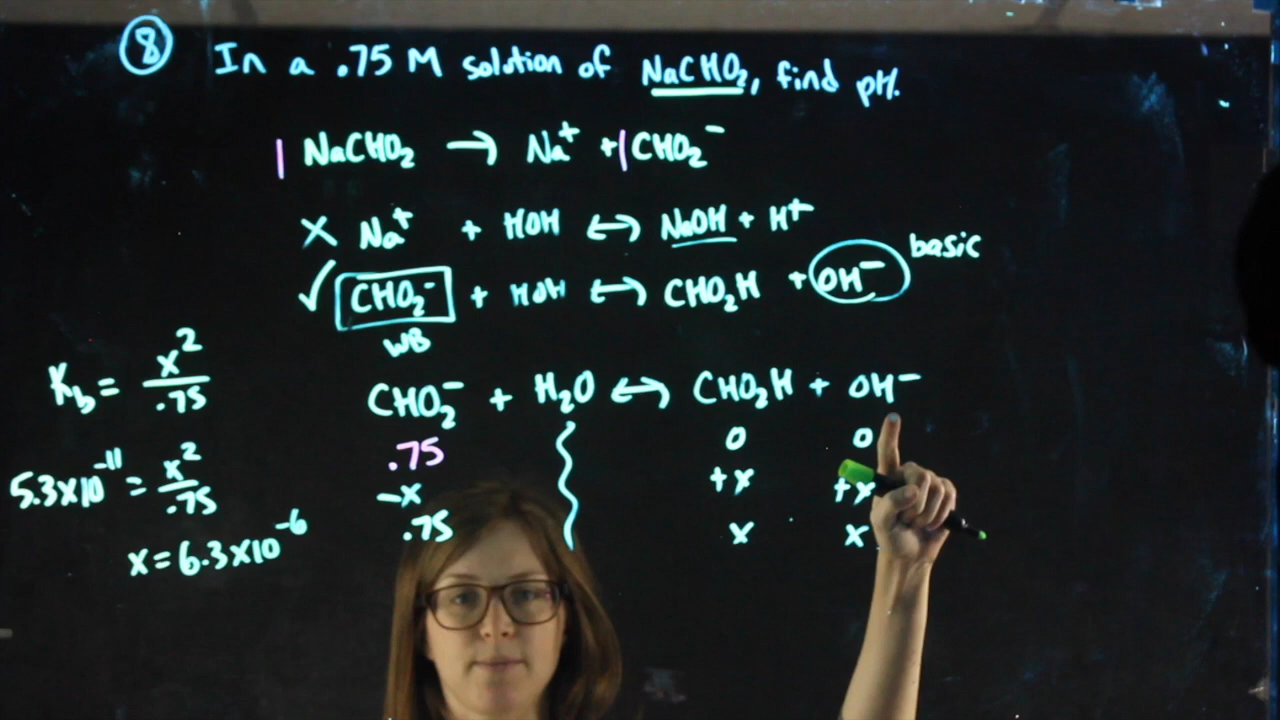 8 In a .75 M solution of NaCHO₂, find pH.
1 NaCHO₂ → Na⁺ + 1 CHO₂⁻
X Na⁺ + HOH ↔ NaOH + H⁺
✓ CHO₂⁻ + HOH ↔ CHO₂H + OH⁻ basic
WB
K_b = x²/.75
CHO₂⁻ + H₂O ↔ CHO₂H + OH⁻
.75 0 0
5.3x10⁻¹¹ = x²/.75
-x +x +x
.75 x x
x = 6.3x10⁻⁶